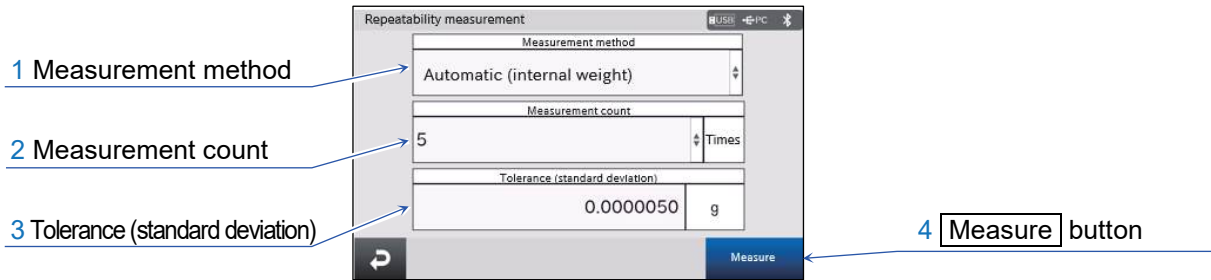 Repeatability measurement USB PC
Measurement method
1 Measurement method
Automatic (internal weight)
Measurement count
2 Measurement count
5 Times
Tolerance (standard deviation)
3 Tolerance (standard deviation)
0.0000050 g
4 Measure button
Measure